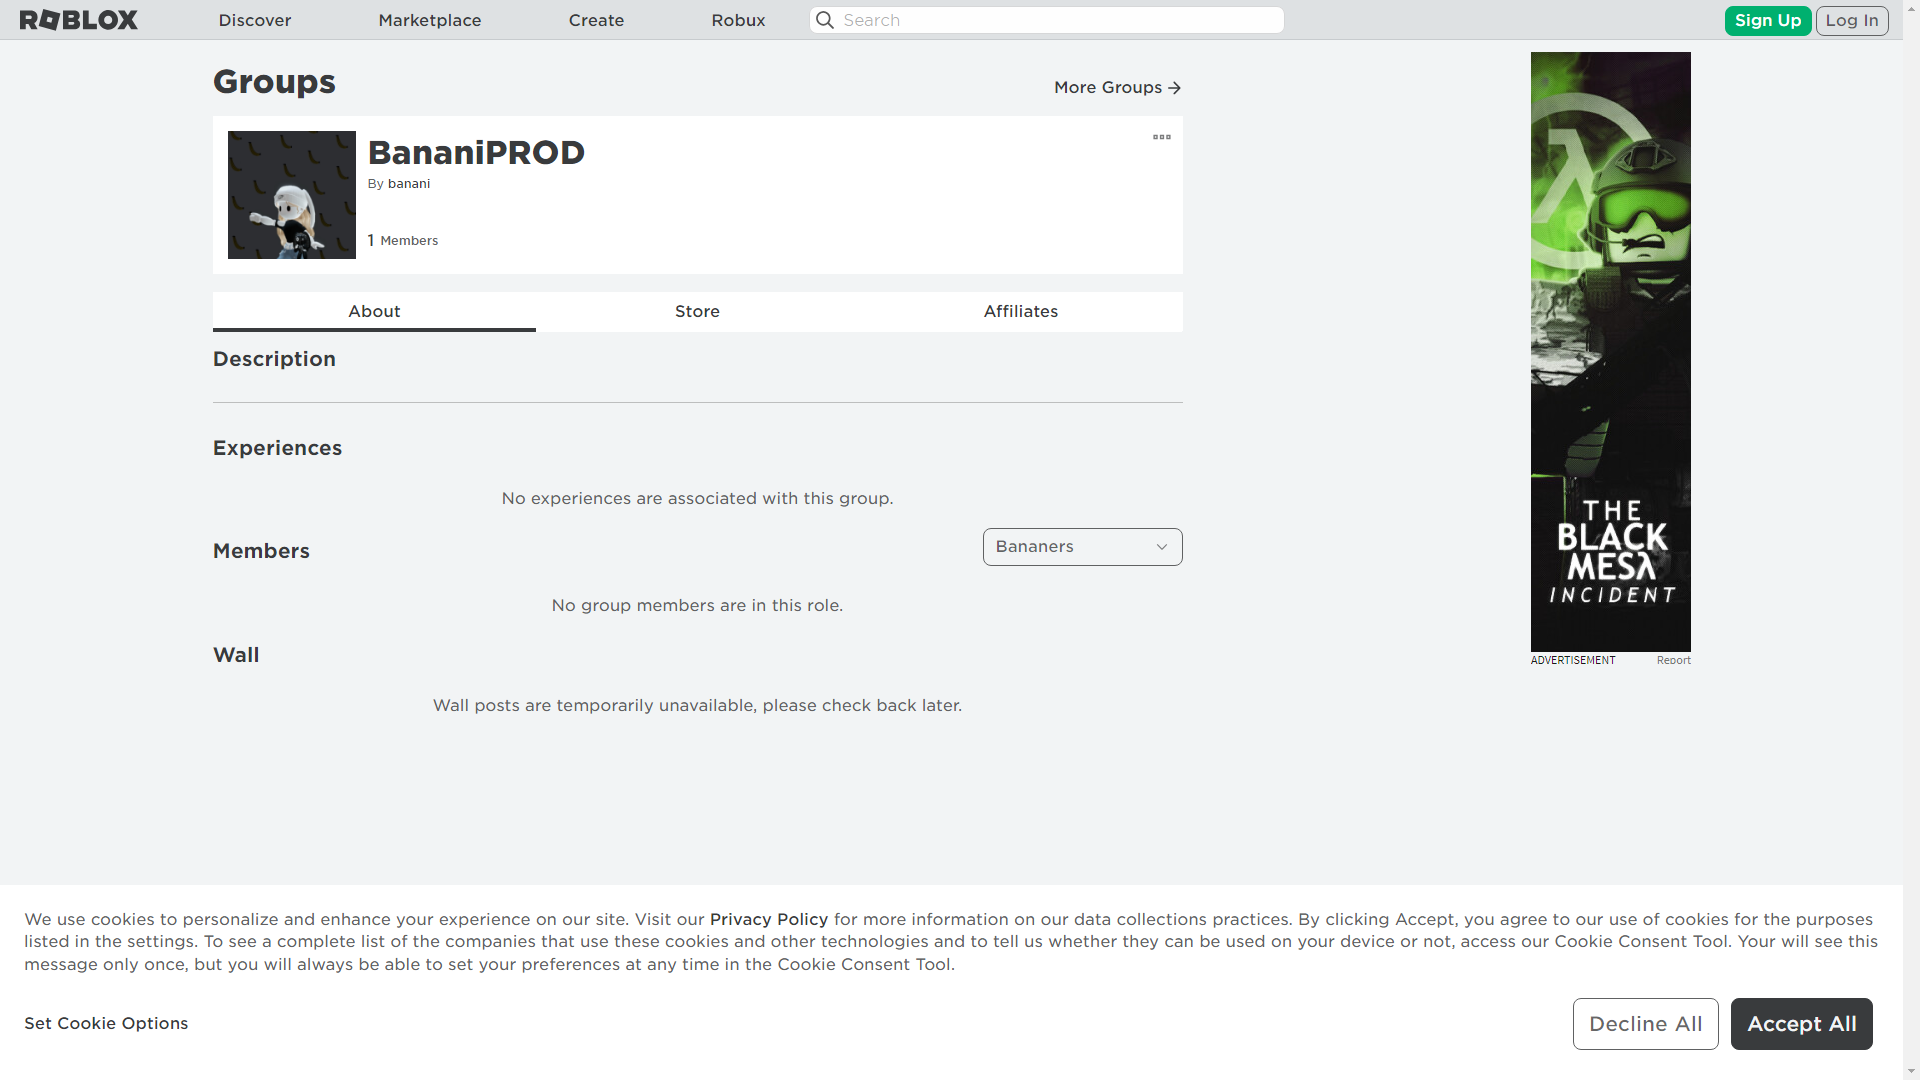 ROBLOX
Discover
Marketplace
Create
Robux
Search
Sign Up
Log In
Groups
More Groups
BananiPROD
By banani
1 Members
About
Store
Affiliates
Description
Experiences
No experiences are associated with this group.
Members
Bananers
No group members are in this role.
Wall
Wall posts are temporarily unavailable, please check back later.
THE
BLACK
MESλ
INCIDENT
ADVERTISEMENT
Report
We use cookies to personalize and enhance your experience on our site. Visit our Privacy Policy for more information on our data collections practices. By clicking Accept, you agree to our use of cookies for the purposes
listed in the settings. To see a complete list of the companies that use these cookies and other technologies and to tell us whether they can be used on your device or not, access our Cookie Consent Tool. Your will see this
message only once, but you will always be able to set your preferences at any time in the Cookie Consent Tool.
Set Cookie Options
Decline All
Accept All